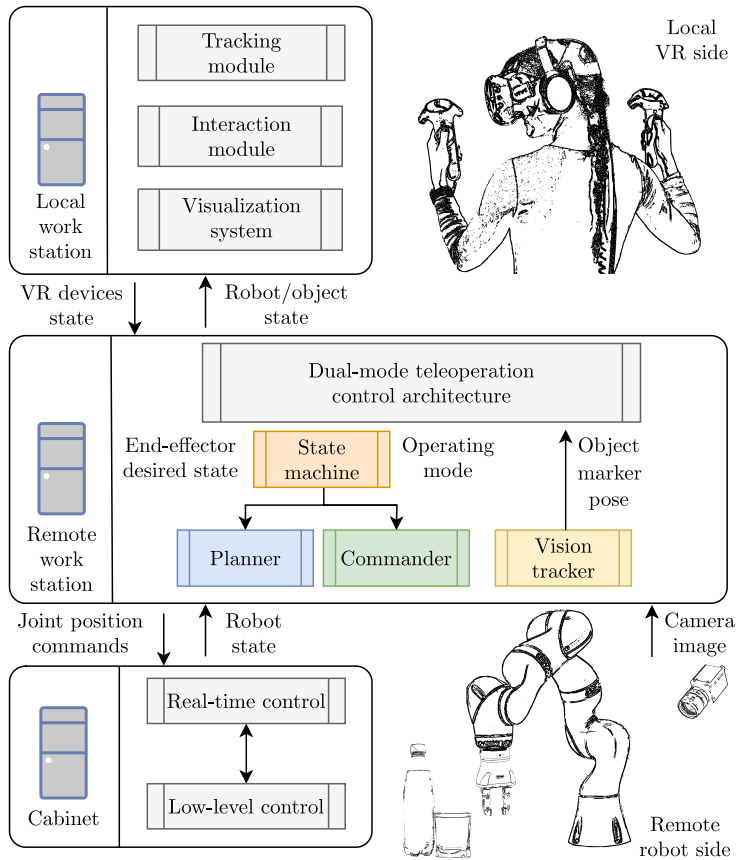 Tracking
module
Local
VR side
Interaction
module
Local
work
station
Visualization
system
VR devices
state
Robot/object
state
Dual-mode teleoperation
control architecture
End-effector
desired state
State
machine
Operating
mode
Object
marker
pose
Remote
work
station
Planner
Commander
Vision
tracker
Joint position
commands
Robot
state
Camera
image
Real-time control
Cabinet
Low-level control
Remote
robot side